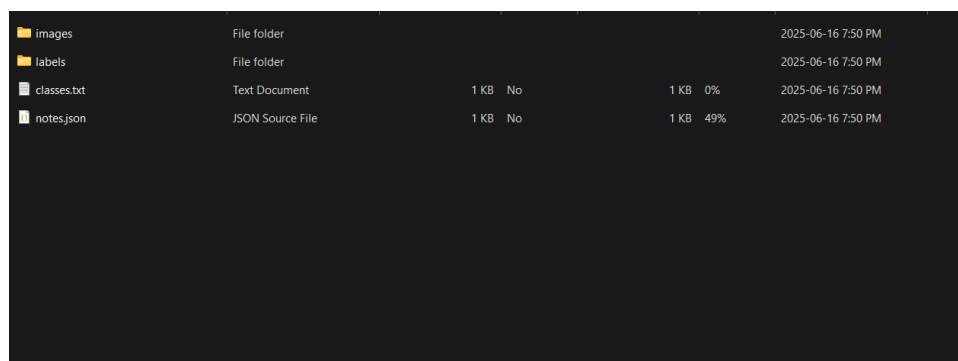 images File folder 2025-06-16 7:50 PM
labels File folder 2025-06-16 7:50 PM
classes.txt Text Document 1 KB No 1 KB 0% 2025-06-16 7:50 PM
notes.json JSON Source File 1 KB No 1 KB 49% 2025-06-16 7:50 PM